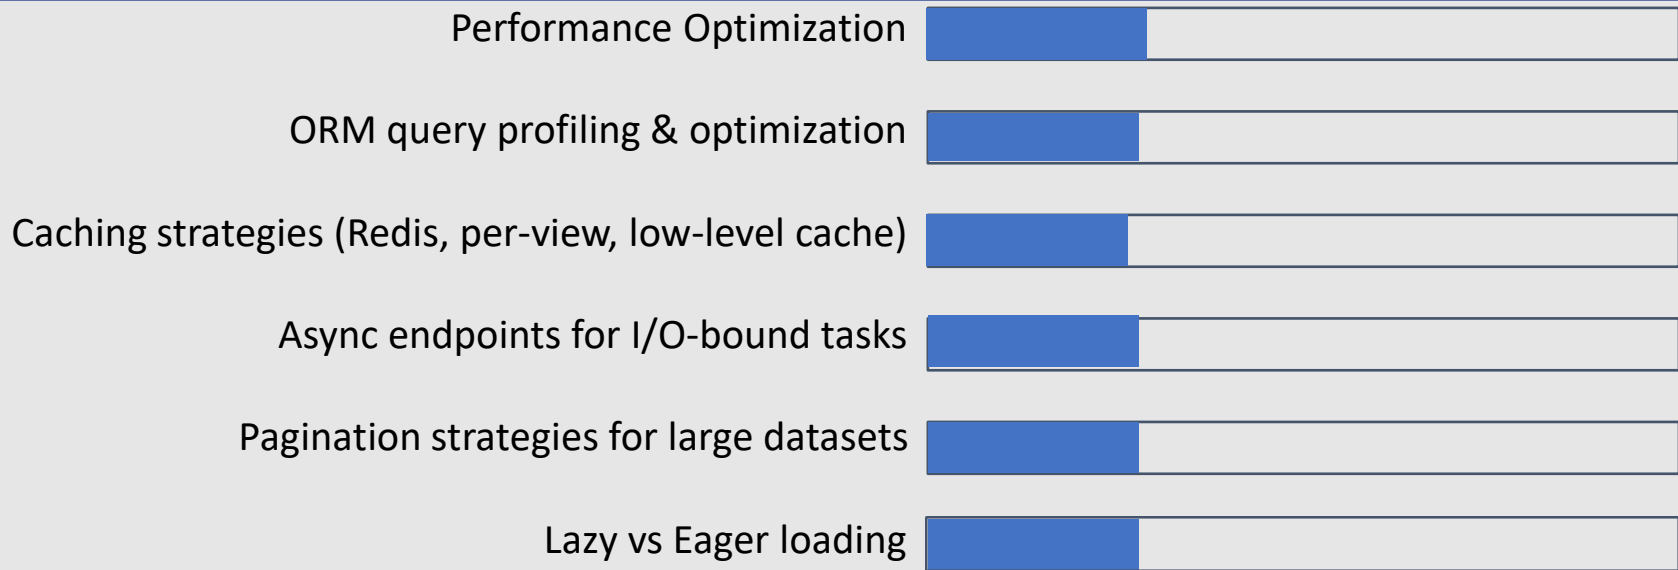 Performance Optimization
ORM query profiling & optimization
Caching strategies (Redis, per-view, low-level cache)
Async endpoints for I/O-bound tasks
Pagination strategies for large datasets
Lazy vs Eager loading